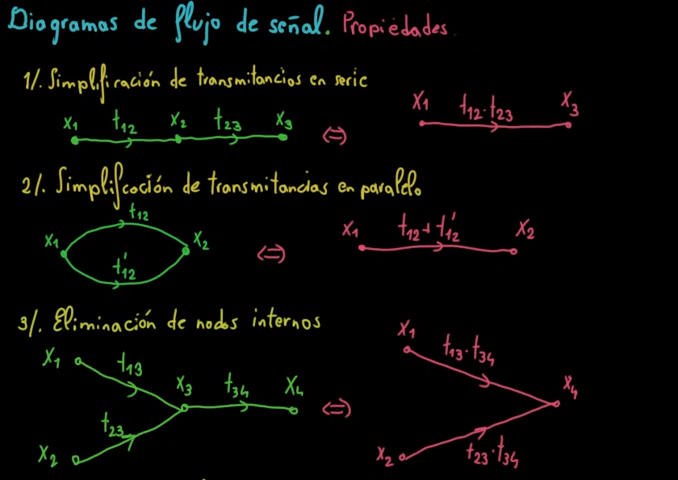 Diagramas de flujo de señal. Propiedades
1/. Simplificación de transmitancias en serie
x₁ t₁₂ x₂ t₂₃ x₃ ⇔ x₁ t₁₂·t₂₃ x₃
2/. Simplificación de transmitancias en paralelo
x₁ t₁₂ t'₁₂ x₂ ⇔ x₁ t₁₂+t'₁₂ x₂
3/. Eliminación de nodos internos
x₁ t₁₃ x₃ t₃₄ x₄ ⇔ x₁ t₁₃·t₃₄ x₄
x₂ t₂₃ x₂ t₂₃·t₃₄